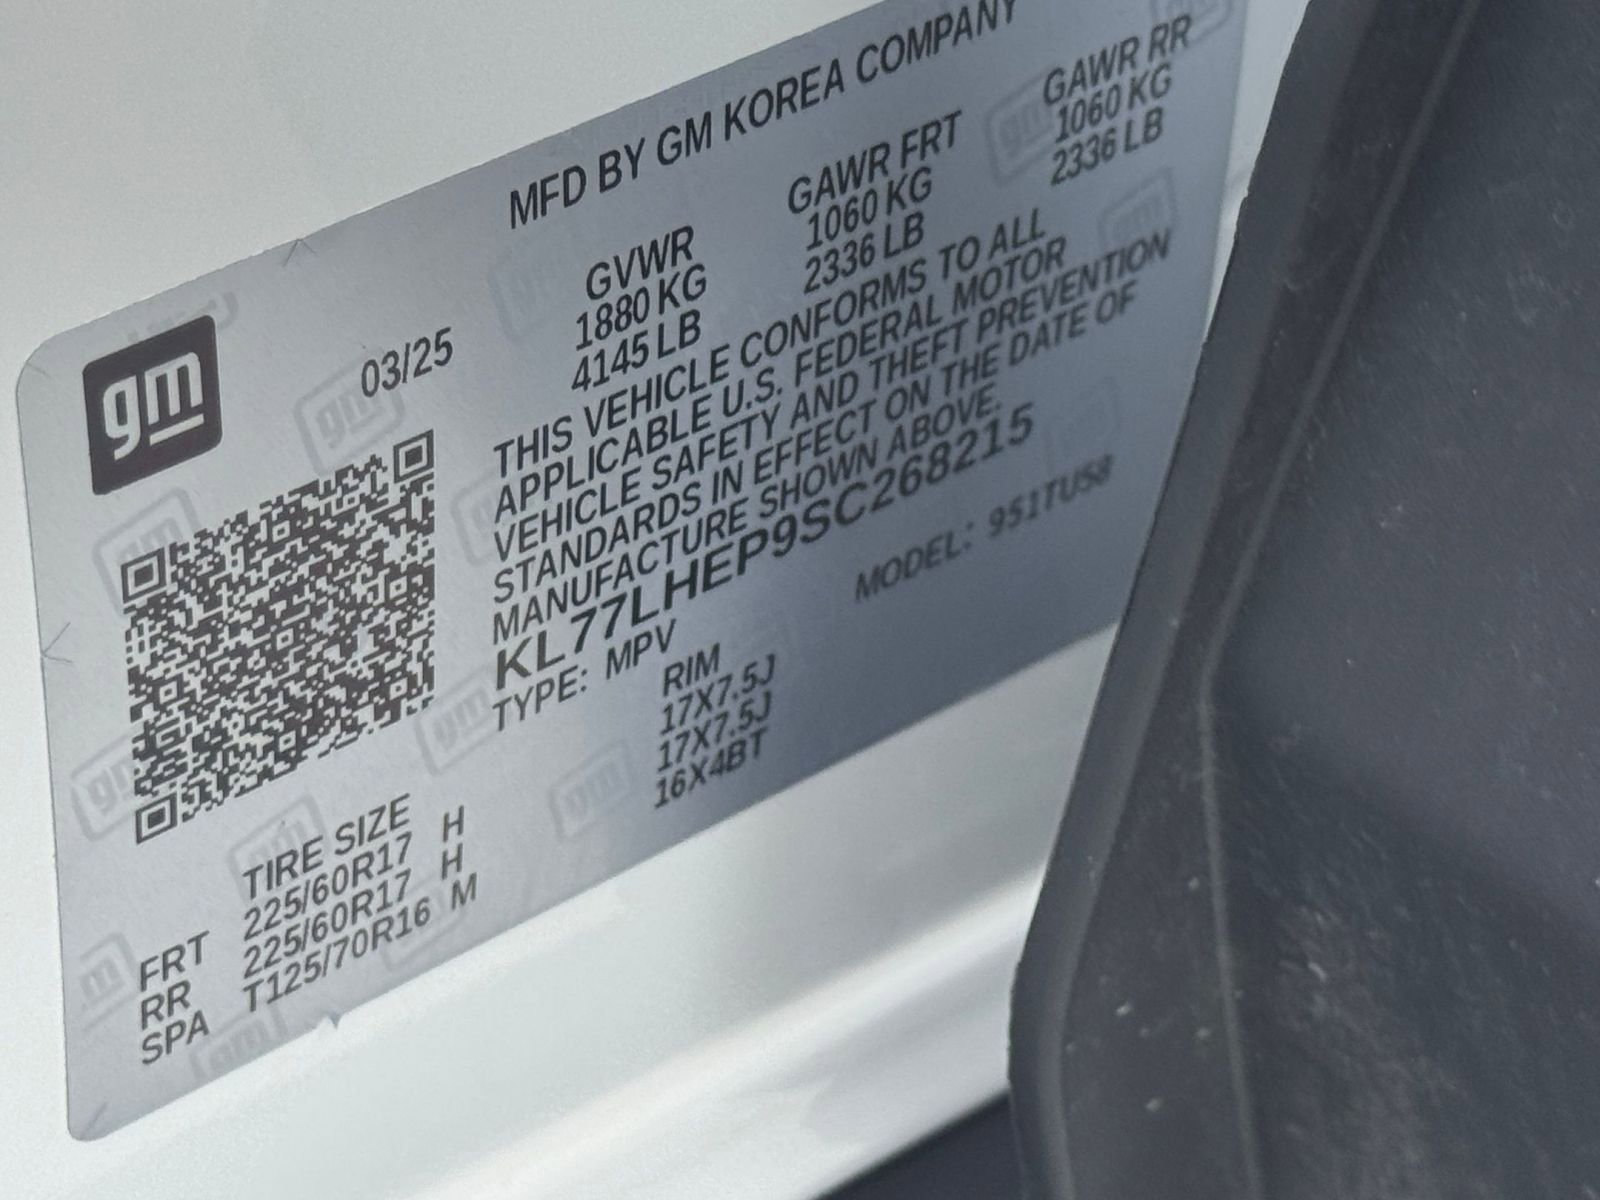 MFD BY GM KOREA COMPANY
gm
03/25
GVWR GAWR FRT GAWR RR
1880 KG 1060 KG 1060 KG
4145 LB 2336 LB 2336 LB
THIS VEHICLE CONFORMS TO ALL
APPLICABLE U.S. FEDERAL MOTOR
VEHICLE SAFETY AND THEFT PREVENTION
STANDARDS IN EFFECT ON THE DATE OF
MANUFACTURE SHOWN ABOVE.
KL77LHEP9SC268215
TYPE: MPV MODEL: 951TU58
TIRE SIZE RIM
FRT 225/60R17 H 17X7.5J
RR 225/60R17 H 17X7.5J
SPA T125/70R16 M 16X4BT